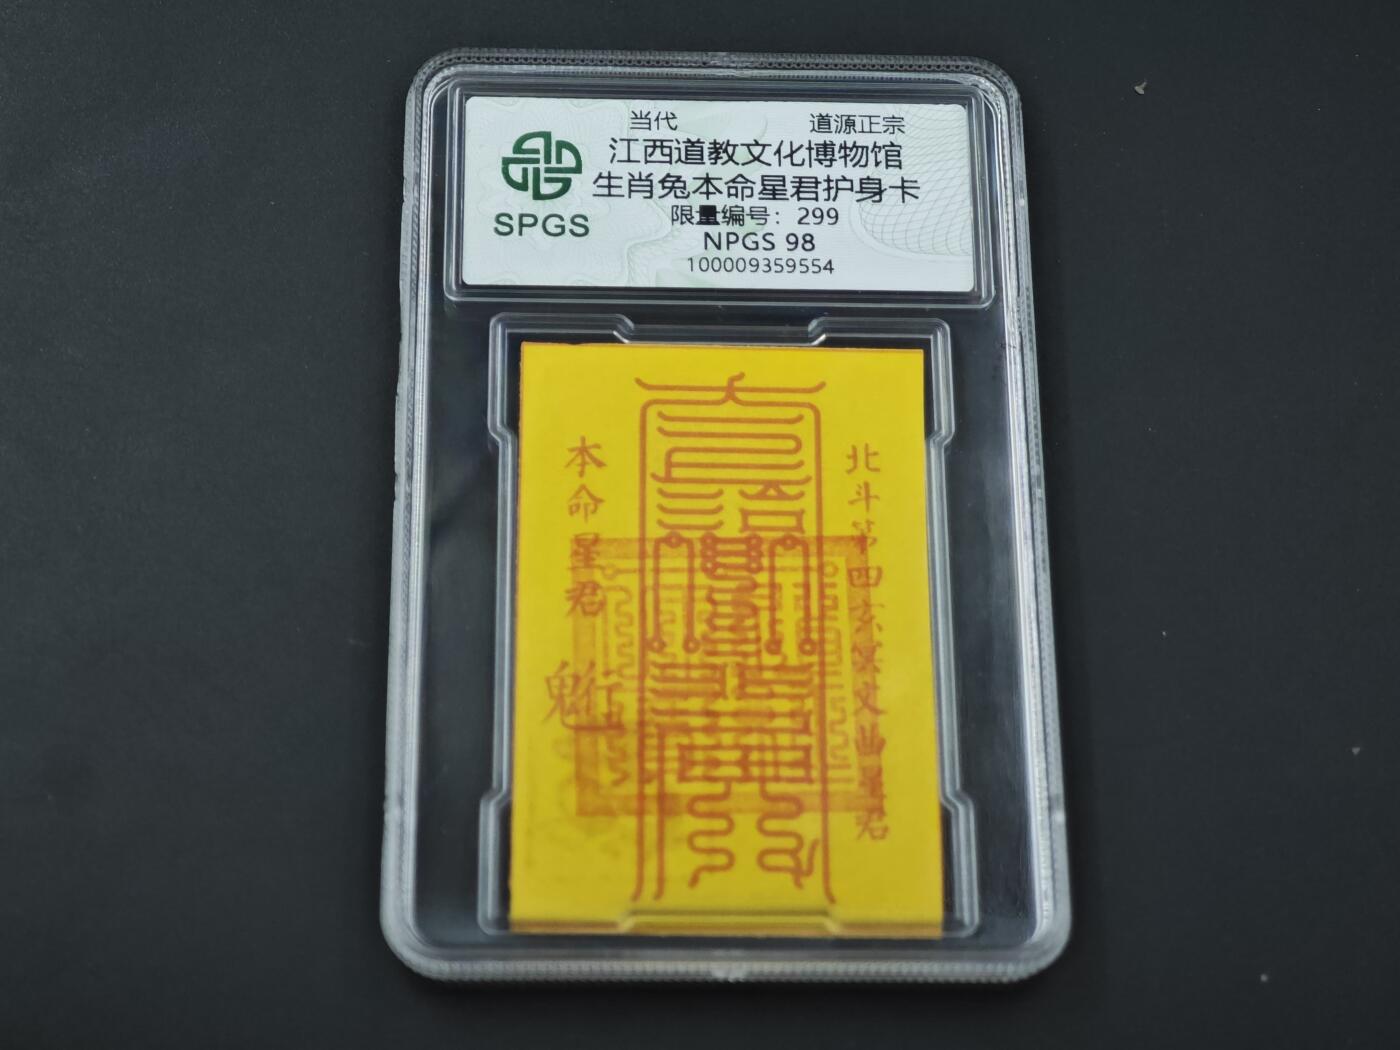 当代 道源正宗
江西道教文化博物馆
生肖兔本命星君护身卡
限量编号：299
NPGS 98
100009359554
SPGS
北斗第四玄冥文曲星君
本命星君